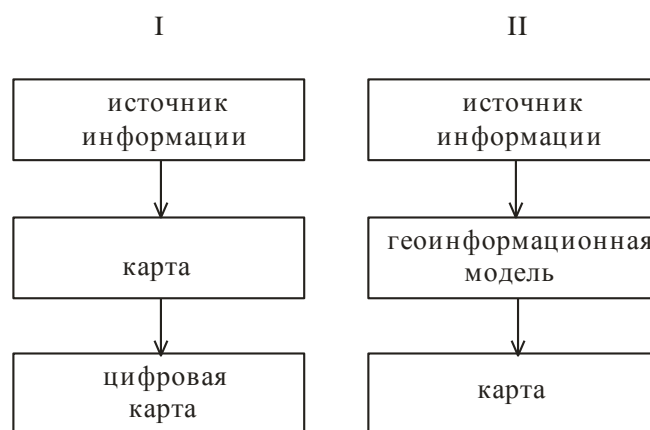 I
источник
информации
карта
цифровая
карта
II
источник
информации
геоинформационная
модель
карта